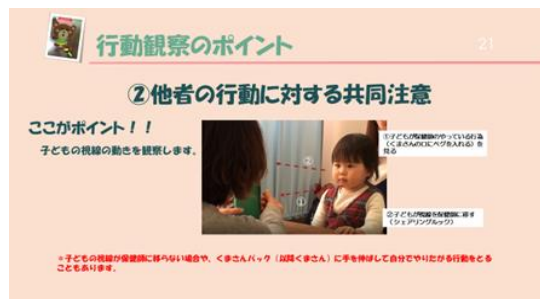 行動観察のポイント
21
②他者の行動に対する共同注意
ここがポイント！！
子どもの視線の動きを観察します。
①子どもが保健師のやっている行為
（くまさんの口にペグを入れる）を
見る
②
①
②子どもが視線を保健師に移す
（シェアリングルック）
＊子どもの視線が保健師に移らない場合や、くまさんパック（以降くまさん）に手を伸ばして自分でやりたがる行動をとる
こともあります。